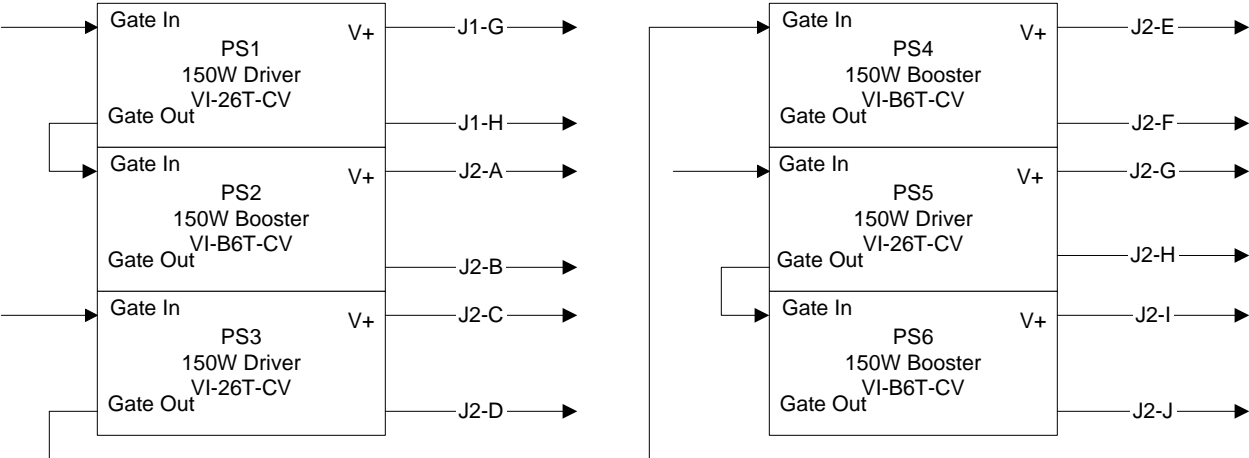 Gate In
V+
J1-G
PS1
150W Driver
VI-26T-CV
Gate Out
J1-H
Gate In
V+
J2-A
PS2
150W Booster
VI-B6T-CV
Gate Out
J2-B
Gate In
V+
J2-C
PS3
150W Driver
VI-26T-CV
Gate Out
J2-D
Gate In
V+
J2-E
PS4
150W Booster
VI-B6T-CV
Gate Out
J2-F
Gate In
V+
J2-G
PS5
150W Driver
VI-26T-CV
Gate Out
J2-H
Gate In
V+
J2-I
PS6
150W Booster
VI-B6T-CV
Gate Out
J2-J